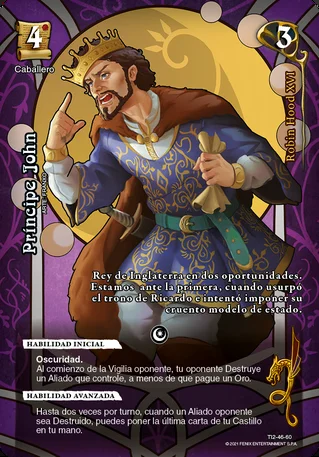 4
3
Caballero
Príncipe John
Robin Hood XVI
Rey de Inglaterra en dos oportunidades.
Estamos ante la primera, cuando usurpó
el trono de Ricardo e intentó imponer su
cruento modelo de estado.
HABILIDAD INICIAL
Oscuridad.
Al comienzo de la Vigilia oponente, tu oponente Destruye
un Aliado que controle, a menos de que pague un Oro.
HABILIDAD AVANZADA
Hasta dos veces por turno, cuando un Aliado oponente
sea Destruido, puedes poner la última carta de tu Castillo
en tu mano.
TI2-46-60
© 2021 FENIX ENTERTAINMENT S.P.A.